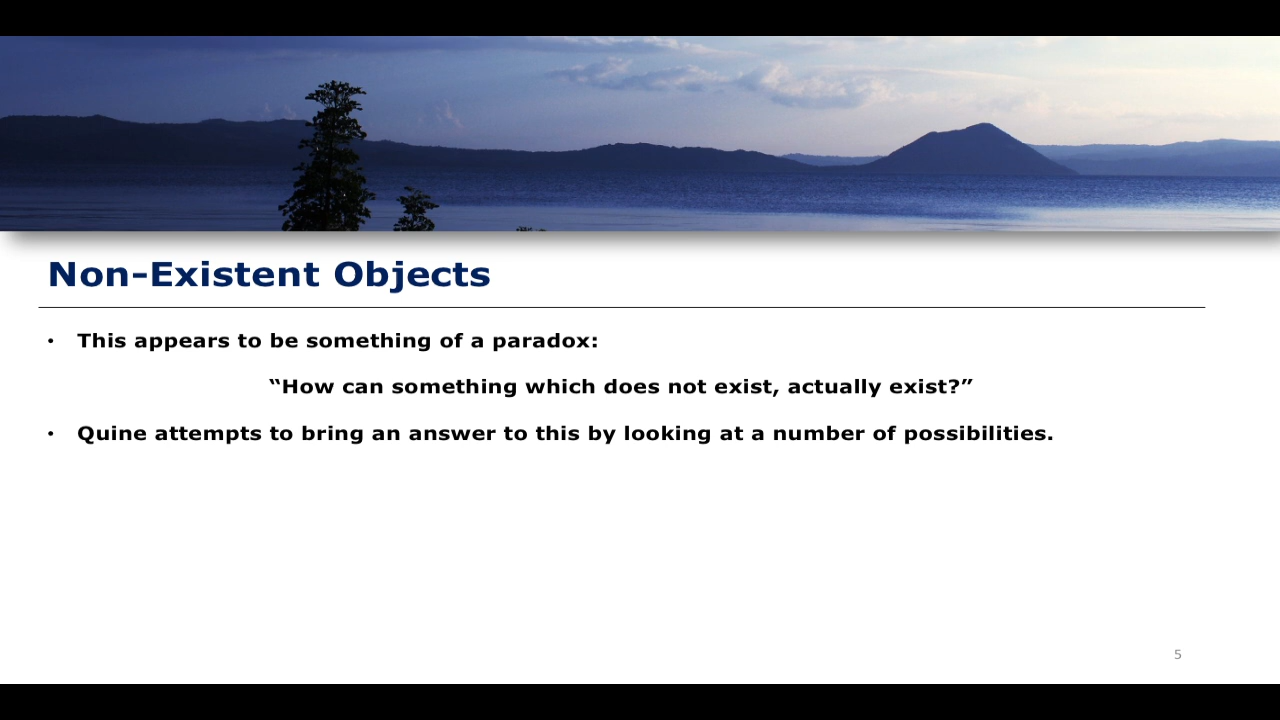 Non-Existent Objects
• This appears to be something of a paradox:
“How can something which does not exist, actually exist?”
• Quine attempts to bring an answer to this by looking at a number of possibilities.
5